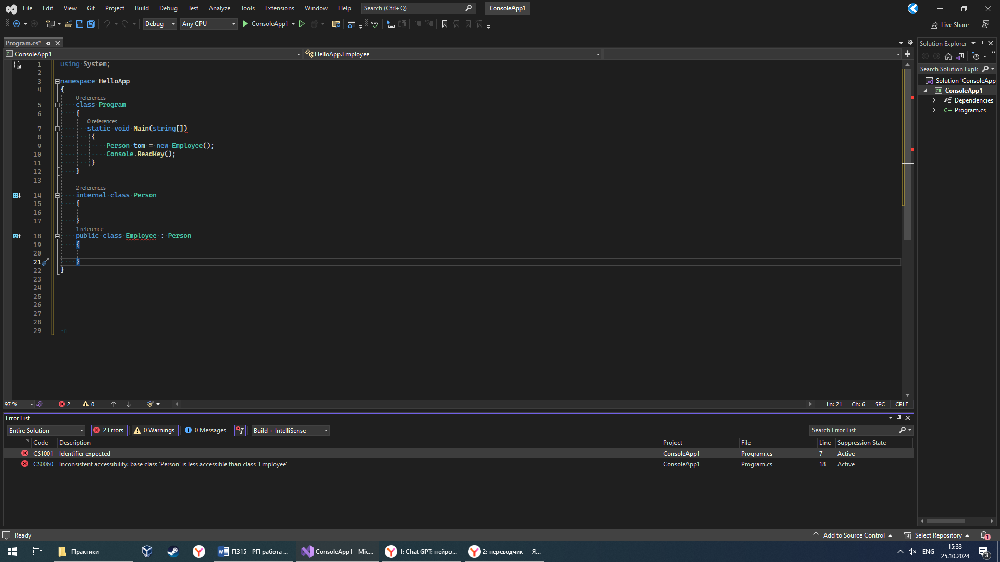 File Edit View Git Project Build Debug Test Analyze Tools Extensions Window Help Search (Ctrl+Q) ConsoleApp1
Debug Any CPU ConsoleApp1 Live Share
Program.cs*
ConsoleApp1 HelloApp.Employee
1 using System;
2
3 namespace HelloApp
4 {
0 references
5 class Program
6 {
0 references
7 static void Main(string[])
8 {
9 Person tom = new Employee();
10 Console.ReadKey();
11 }
12 }
13
2 references
14 internal class Person
15 {
16
17 }
1 reference
18 public class Employee : Person
19 {
20
21 }
22 }
23
24
25
26
27
28
29
Solution Explorer
Search Solution Explc
Solution 'ConsoleApp
ConsoleApp1
Dependencies
C# Program.cs
97 % 2 0 Ln: 21 Ch: 6 SPC CRLF
Error List
Entire Solution 2 Errors 0 Warnings 0 Messages Build + IntelliSense Search Error List
Code Description Project File Line Suppression State
CS1001 Identifier expected ConsoleApp1 Program.cs 7 Active
CS0060 Inconsistent accessibility: base class 'Person' is less accessible than class 'Employee' ConsoleApp1 Program.cs 18 Active
Ready Add to Source Control Select Repository 1
Практики ПЗ15 - РП работа ... ConsoleApp1 - Mic... 1: Chat GPT: нейро... 2: переводчик — Я... ENG 15:33
25.10.2024 3